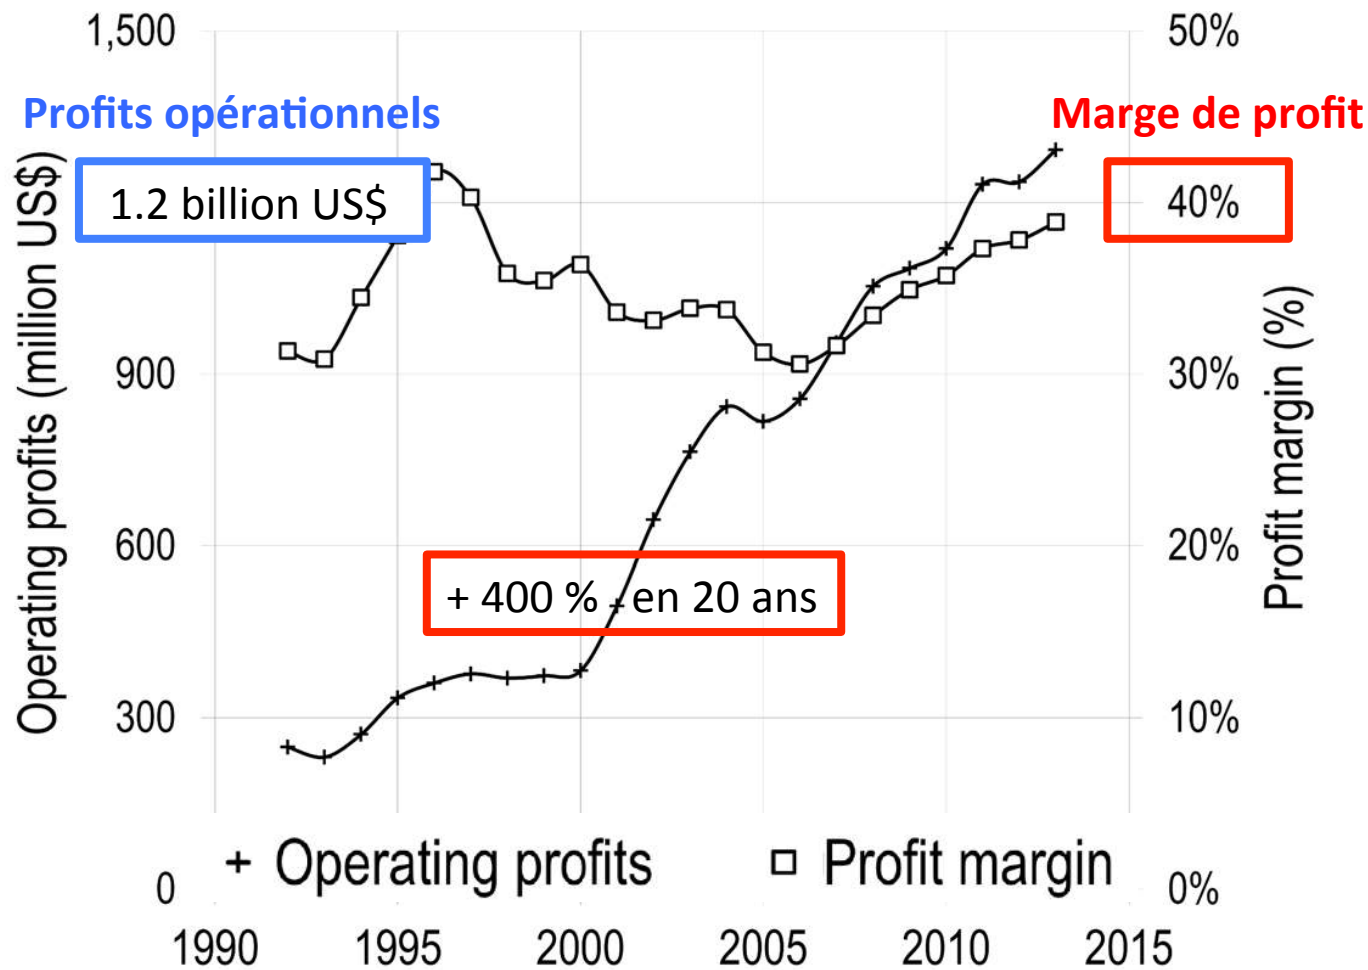 1,500
50%
Profits opérationnels
Marge de profit
1.2 billion US$
40%
900
30%
600
20%
+ 400 % en 20 ans
300
10%
+ Operating profits
□ Profit margin
0
0%
1990 1995 2000 2005 2010 2015
Operating profits (million US$)
Profit margin (%)